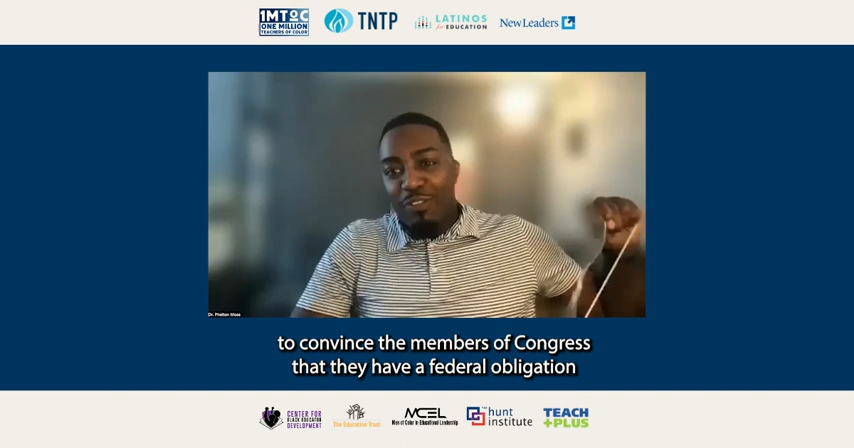 1MTOC
ONE MILLION
TEACHERS OF COLOR
TNTP
LATINOS
for EDUCATION
New Leaders
Dr. Phelton Moss
to convince the members of Congress
that they have a federal obligation
CENTER FOR
BLACK EDUCATOR
DEVELOPMENT
The Education Trust
MCEL
Men of Color in Educational Leadership
hunt
institute
TEACH
+PLUS